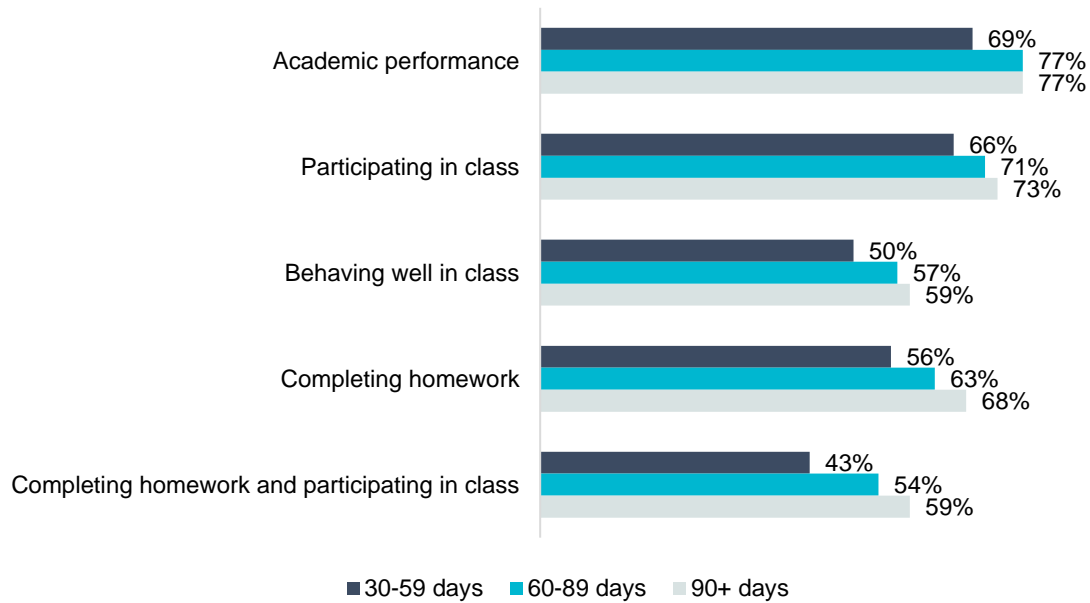 Academic performance
69%
77%
77%
Participating in class
66%
71%
73%
Behaving well in class
50%
57%
59%
Completing homework
56%
63%
68%
Completing homework and participating in class
43%
54%
59%
30-59 days 60-89 days 90+ days